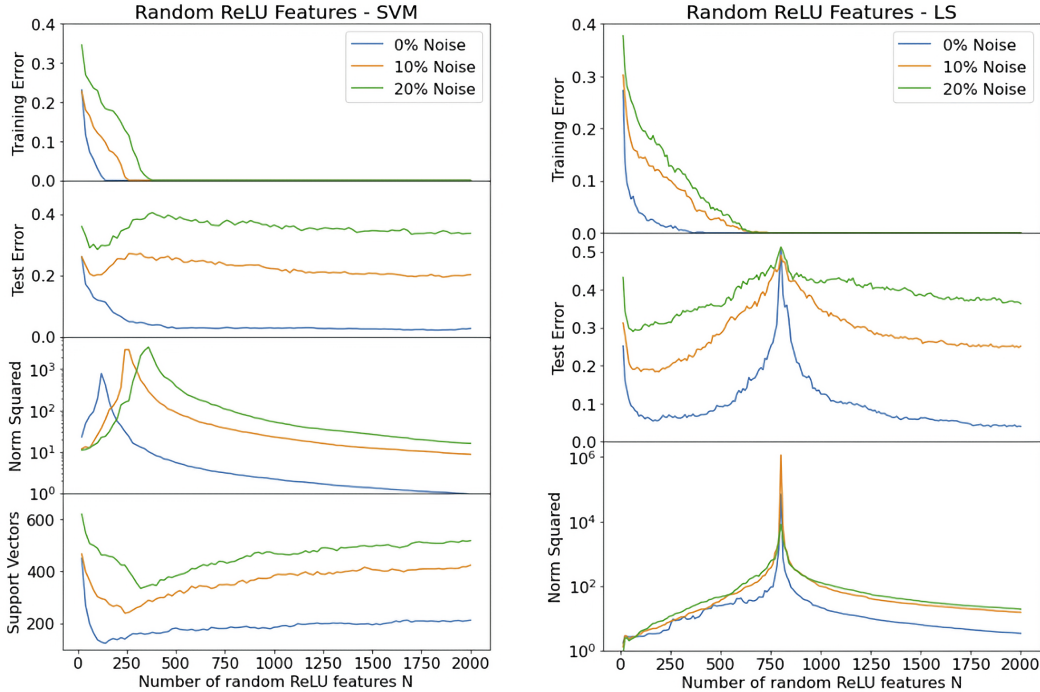 Random ReLU Features - SVM
0.4
0.3
0.2
0.1
0.0
Training Error
0% Noise
10% Noise
20% Noise
0.4
0.2
0.0
Test Error
10³
10²
10¹
10⁰
Norm Squared
600
400
200
Support Vectors
0 250 500 750 1000 1250 1500 1750 2000
Number of random ReLU features N
Random ReLU Features - LS
0.4
0.3
0.2
0.1
0.0
Training Error
0% Noise
10% Noise
20% Noise
0.5
0.4
0.3
0.2
0.1
0.0
Test Error
10⁶
10⁴
10²
10⁰
Norm Squared
0 250 500 750 1000 1250 1500 1750 2000
Number of random ReLU features N